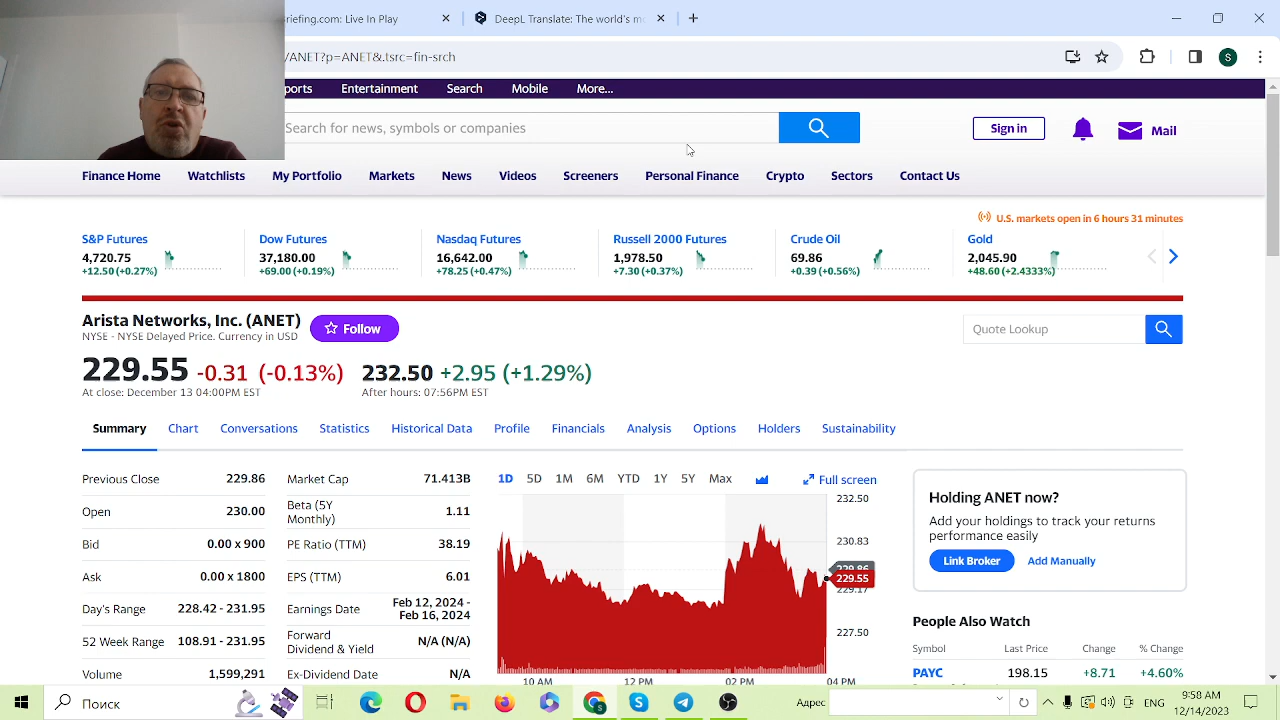 Briefing.com: Live In Play
DeepL Translate: The world's m
/ANET?p=ANET&.tsrc=fin-srch
S
ports Entertainment Search Mobile More...
Search for news, symbols or companies
Sign in
Mail
Finance Home Watchlists My Portfolio Markets News Videos Screeners Personal Finance Crypto Sectors Contact Us
U.S. markets open in 6 hours 31 minutes
S&P Futures Dow Futures Nasdaq Futures Russell 2000 Futures Crude Oil Gold
4,720.75 37,180.00 16,642.00 1,978.50 69.86 2,045.90
+12.50 (+0.27%) +69.00 (+0.19%) +78.25 (+0.47%) +7.30 (+0.37%) +0.39 (+0.56%) +48.60 (+2.4333%)
Arista Networks, Inc. (ANET)
Follow
NYSE - NYSE Delayed Price. Currency in USD
Quote Lookup
229.55 -0.31 (-0.13%) 232.50 +2.95 (+1.29%)
At close: December 13 04:00PM EST After hours: 07:56PM EST
Summary Chart Conversations Statistics Historical Data Profile Financials Analysis Options Holders Sustainability
Previous Close 229.86
Open 230.00
Bid 0.00 x 900
Ask 0.00 x 1800
Day's Range 228.42 - 231.95
52 Week Range 108.91 - 231.95
Volume 1,599,291
Market Cap 71.413B
Beta (5Y
Monthly) 1.11
PE Ratio (TTM) 38.19
EPS (TTM) 6.01
Earnings Date Feb 12, 2024 -
Feb 16, 2024
Forward
Dividend & Yield N/A (N/A)
Ex-Dividend Date N/A
1D 5D 1M 6M YTD 1Y 5Y Max Full screen
232.50
230.83
229.86
229.55
229.17
227.50
10 AM 12 PM 02 PM 04 PM
Holding ANET now?
Add your holdings to track your returns
performance easily
Link Broker Add Manually
People Also Watch
Symbol Last Price Change % Change
PAYC 198.15 +8.71 +4.60%
Поиск
Адрес
ENG
9:58 AM
12/14/2023